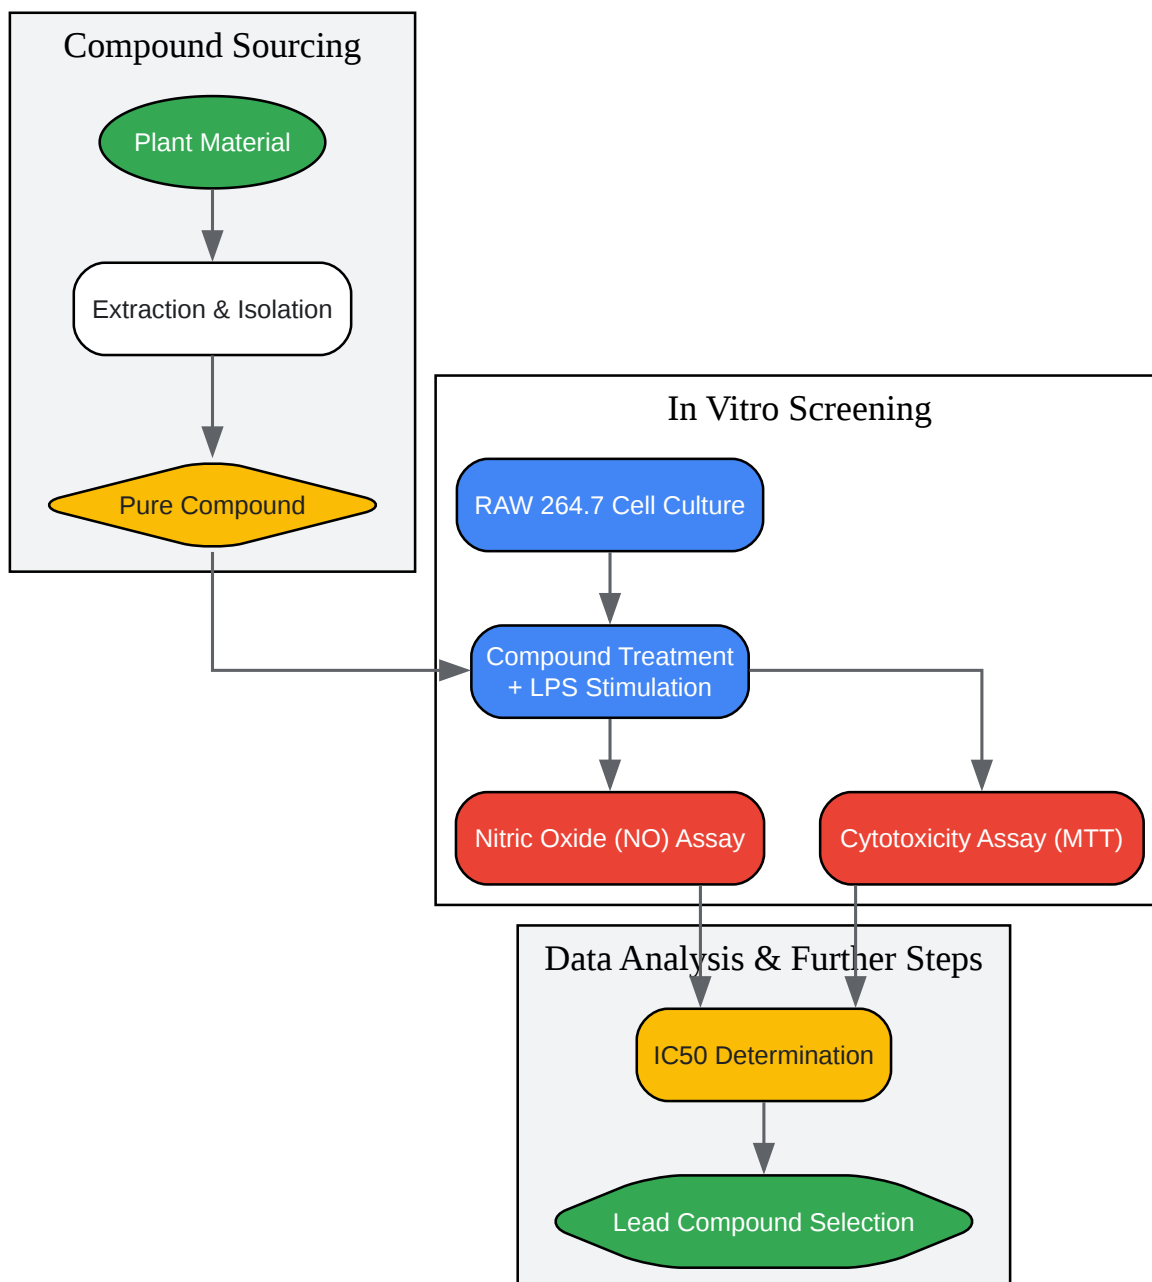 Compound Sourcing
Plant Material
Extraction & Isolation
Pure Compound
In Vitro Screening
RAW 264.7 Cell Culture
Compound Treatment
+ LPS Stimulation
Nitric Oxide (NO) Assay
Cytotoxicity Assay (MTT)
Data Analysis & Further Steps
IC50 Determination
Lead Compound Selection